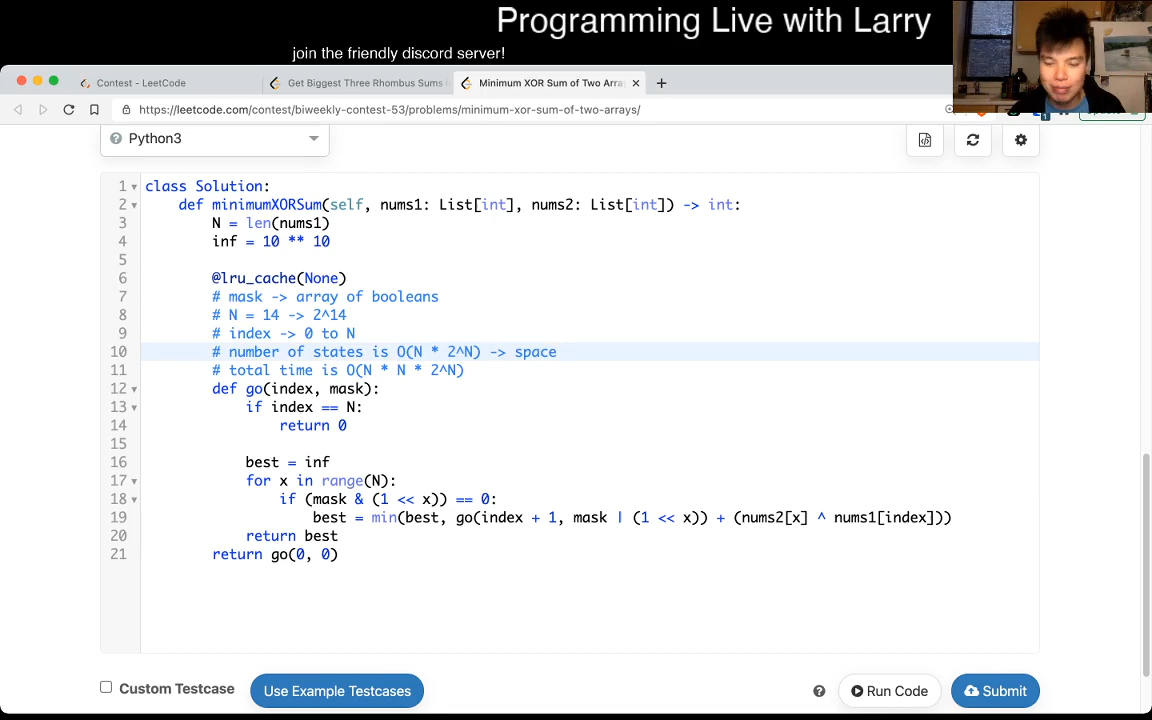 Programming Live with Larry
join the friendly discord server!
Contest - LeetCode
Get Biggest Three Rhombus Sums
Minimum XOR Sum of Two Arra
https://leetcode.com/contest/biweekly-contest-53/problems/minimum-xor-sum-of-two-arrays/
Python3
1 class Solution:
2 def minimumXORSum(self, nums1: List[int], nums2: List[int]) -> int:
3 N = len(nums1)
4 inf = 10 ** 10
5
6 @lru_cache(None)
7 # mask -> array of booleans
8 # N = 14 -> 2^14
9 # index -> 0 to N
10 # number of states is O(N * 2^N) -> space
11 # total time is O(N * N * 2^N)
12 def go(index, mask):
13 if index == N:
14 return 0
15
16 best = inf
17 for x in range(N):
18 if (mask & (1 << x)) == 0:
19 best = min(best, go(index + 1, mask | (1 << x)) + (nums2[x] ^ nums1[index]))
20 return best
21 return go(0, 0)
Custom Testcase
Use Example Testcases
Run Code
Submit